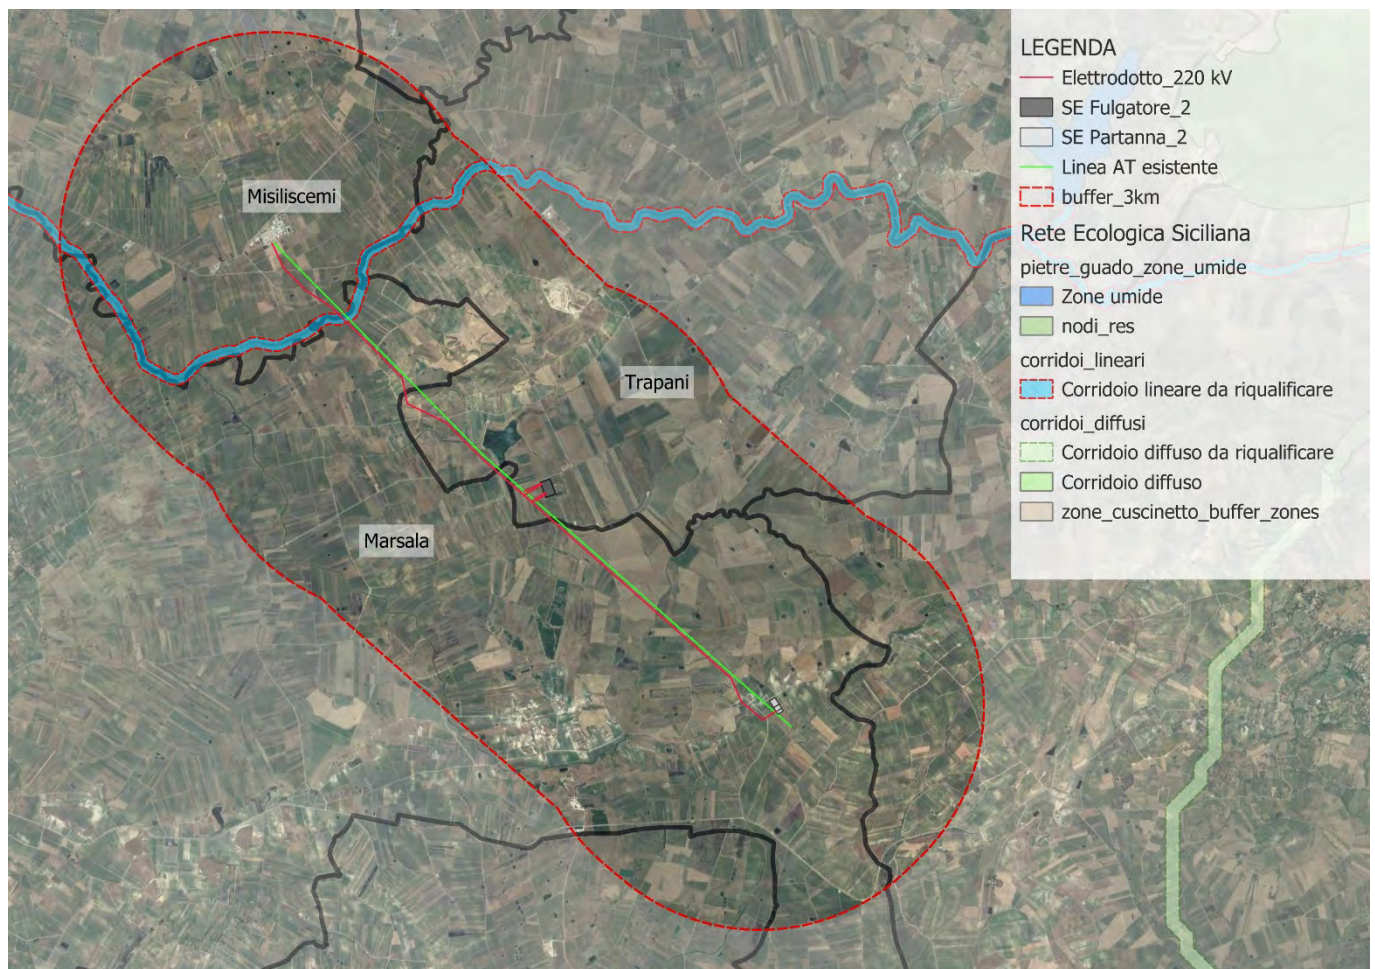 LEGENDA
Elettrodotto_220 kV
SE Fulgatore_2
SE Partanna_2
Linea AT esistente
buffer_3km
Rete Ecologica Siciliana
pietre_guado_zone_umide
Zone umide
nodi_res
corridoi_lineari
Corridoio lineare da riqualificare
corridoi_diffusi
Corridoio diffuso da riqualificare
Corridoio diffuso
zone_cuscinetto_buffer_zones
Misiliscemi
Trapani
Marsala